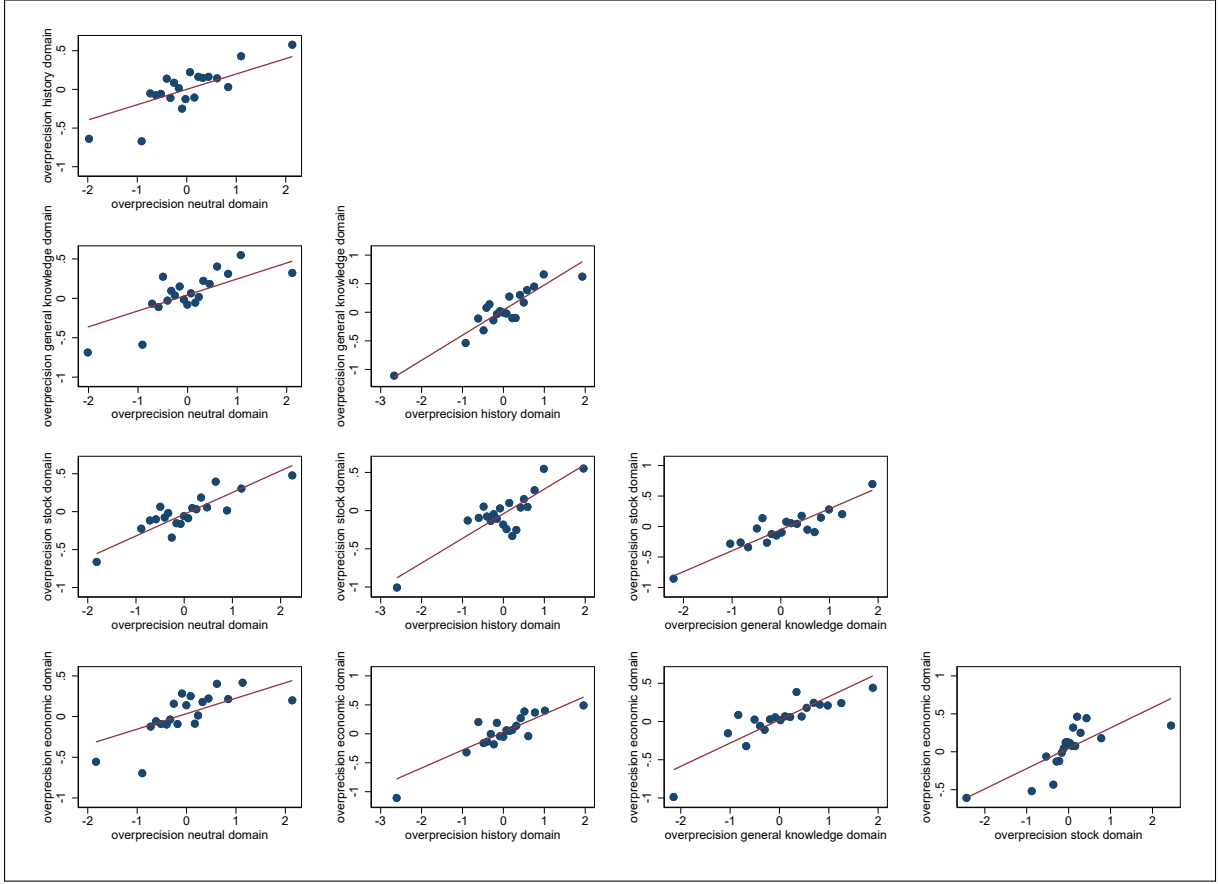 overprecision history domain
.5
0
-.5
-1
-2 -1 0 1 2
overprecision neutral domain
overprecision general knowledge domain
.5
0
-.5
-1
-2 -1 0 1 2
overprecision neutral domain
overprecision general knowledge domain
1
.5
0
-.5
-1
-3 -2 -1 0 1 2
overprecision history domain
overprecision stock domain
.5
0
-.5
-1
-2 -1 0 1 2
overprecision neutral domain
overprecision stock domain
.5
0
-.5
-1
-3 -2 -1 0 1 2
overprecision history domain
overprecision stock domain
1
.5
0
-.5
-1
-2 -1 0 1 2
overprecision general knowledge domain
overprecision economic domain
.5
0
-.5
-1
-2 -1 0 1 2
overprecision neutral domain
overprecision economic domain
1
.5
0
-.5
-1
-3 -2 -1 0 1 2
overprecision history domain
overprecision economic domain
.5
0
-.5
-1
-2 -1 0 1 2
overprecision general knowledge domain
overprecision economic domain
1
.5
0
-.5
-2 -1 0 1 2
overprecision stock domain